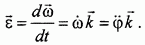 ε⃗ = dω⃗/dt = ω̇k⃗ = φ̈k⃗ .